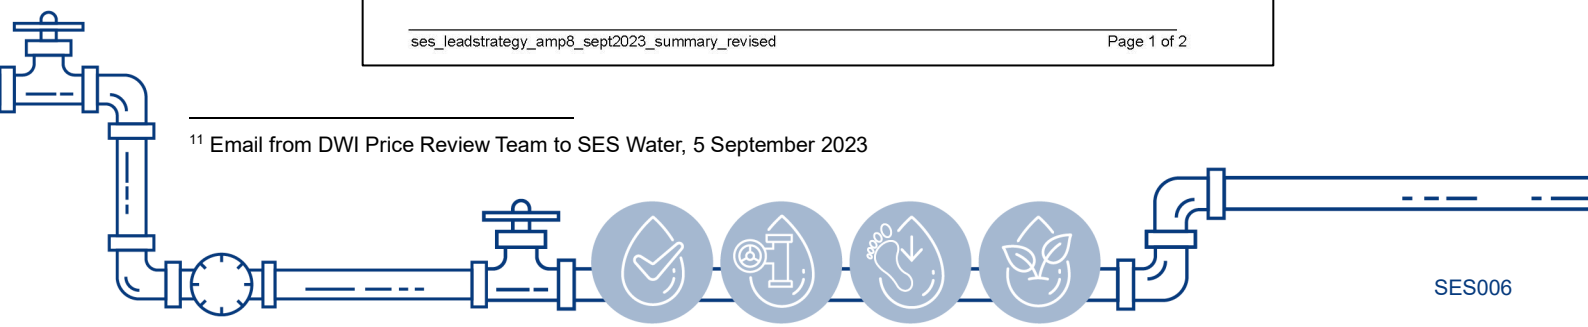 ses_leadstrategy_amp8_sept2023_summary_revised Page 1 of 2
11 Email from DWI Price Review Team to SES Water, 5 September 2023
SES006